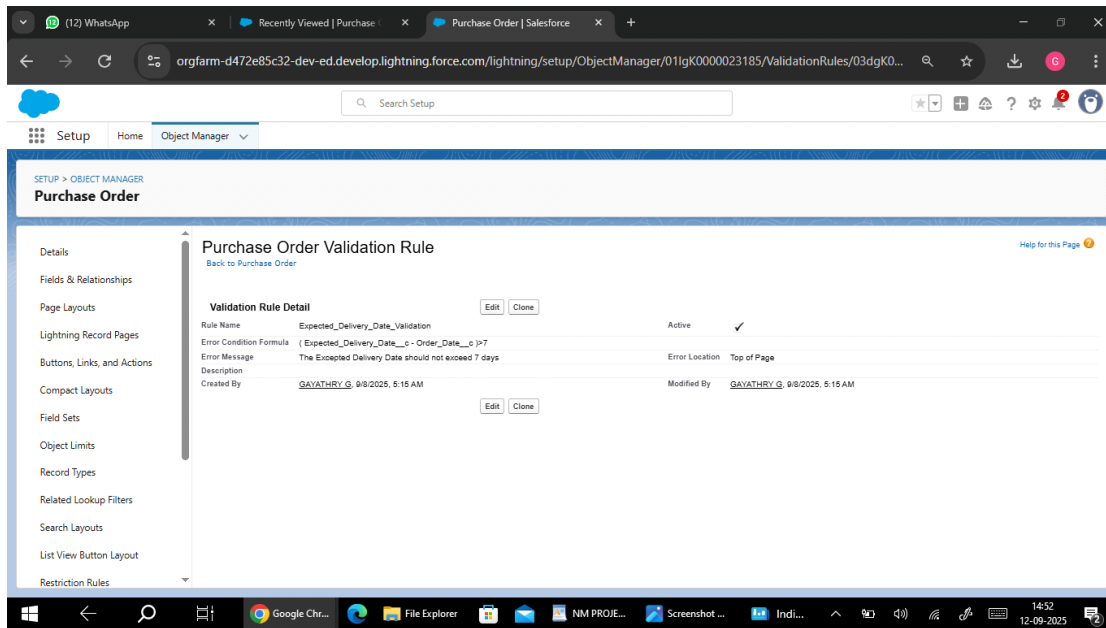 (12) WhatsApp
Recently Viewed | Purchase
Purchase Order | Salesforce
orgfarm-d472e85c32-dev-ed.develop.lightning.force.com/lightning/setup/ObjectManager/01IgK0000023185/ValidationRules/03dgK0...
G
Search Setup
2
Setup Home Object Manager
SETUP > OBJECT MANAGER
Purchase Order
Details
Fields & Relationships
Page Layouts
Lightning Record Pages
Buttons, Links, and Actions
Compact Layouts
Field Sets
Object Limits
Record Types
Related Lookup Filters
Search Layouts
List View Button Layout
Restriction Rules
Purchase Order Validation Rule
Help for this Page
Back to Purchase Order
Validation Rule Detail Edit Clone
Rule Name Expected_Delivery_Date_Validation Active
Error Condition Formula ( Expected_Delivery_Date__c - Order_Date__c )>7
Error Message The Excepted Delivery Date should not exceed 7 days Error Location Top of Page
Description
Created By GAYATHRY G, 9/8/2025, 5:15 AM Modified By GAYATHRY G, 9/8/2025, 5:15 AM
Edit Clone
Google Chr... File Explorer NM PROJE... Screenshot ... Indi...
14:52
12-09-2025
2